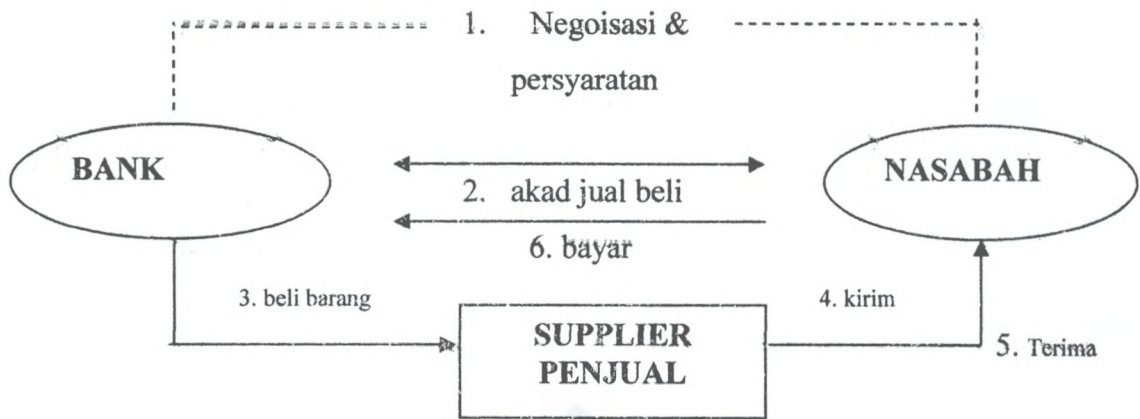 1. Negoisasi &
persyaratan
BANK
NASABAH
2. akad jual beli
6. bayar
3. beli barang
4. kirim
SUPPLIER
PENJUAL
5. Terima